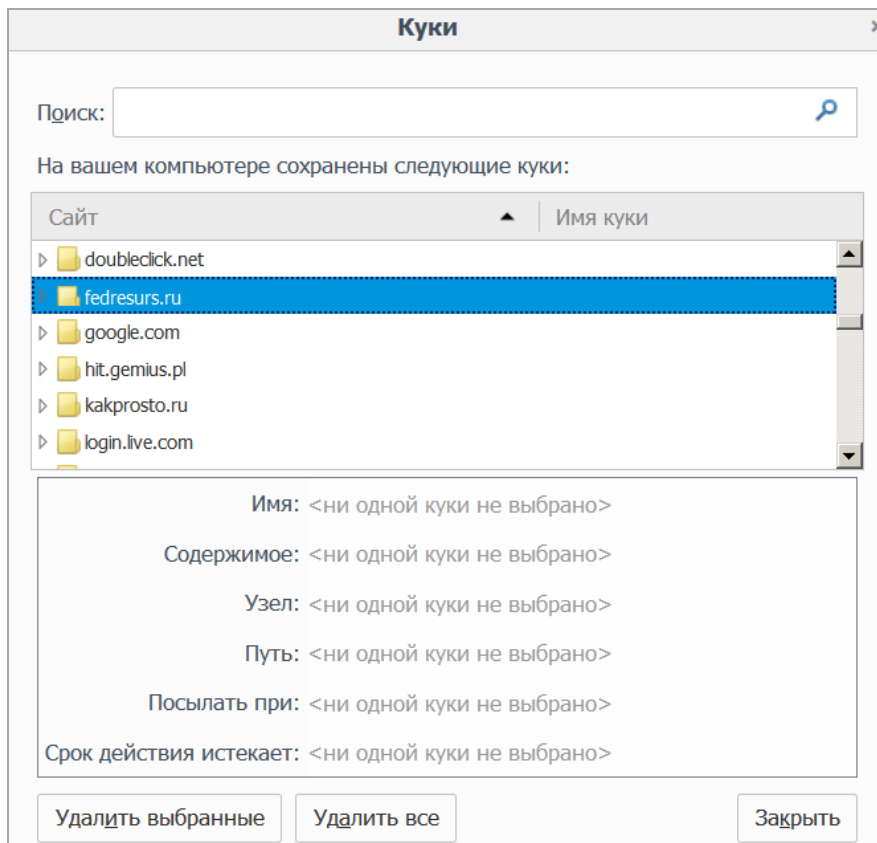 Куки
Поиск:
На вашем компьютере сохранены следующие куки:
Сайт Имя куки
doubleclick.net
fedresurs.ru
google.com
hit.gemius.pl
kakprosto.ru
login.live.com
Имя: <ни одной куки не выбрано>
Содержимое: <ни одной куки не выбрано>
Узел: <ни одной куки не выбрано>
Путь: <ни одной куки не выбрано>
Посылать при: <ни одной куки не выбрано>
Срок действия истекает: <ни одной куки не выбрано>
Удалить выбранные Удалить все Закрыть